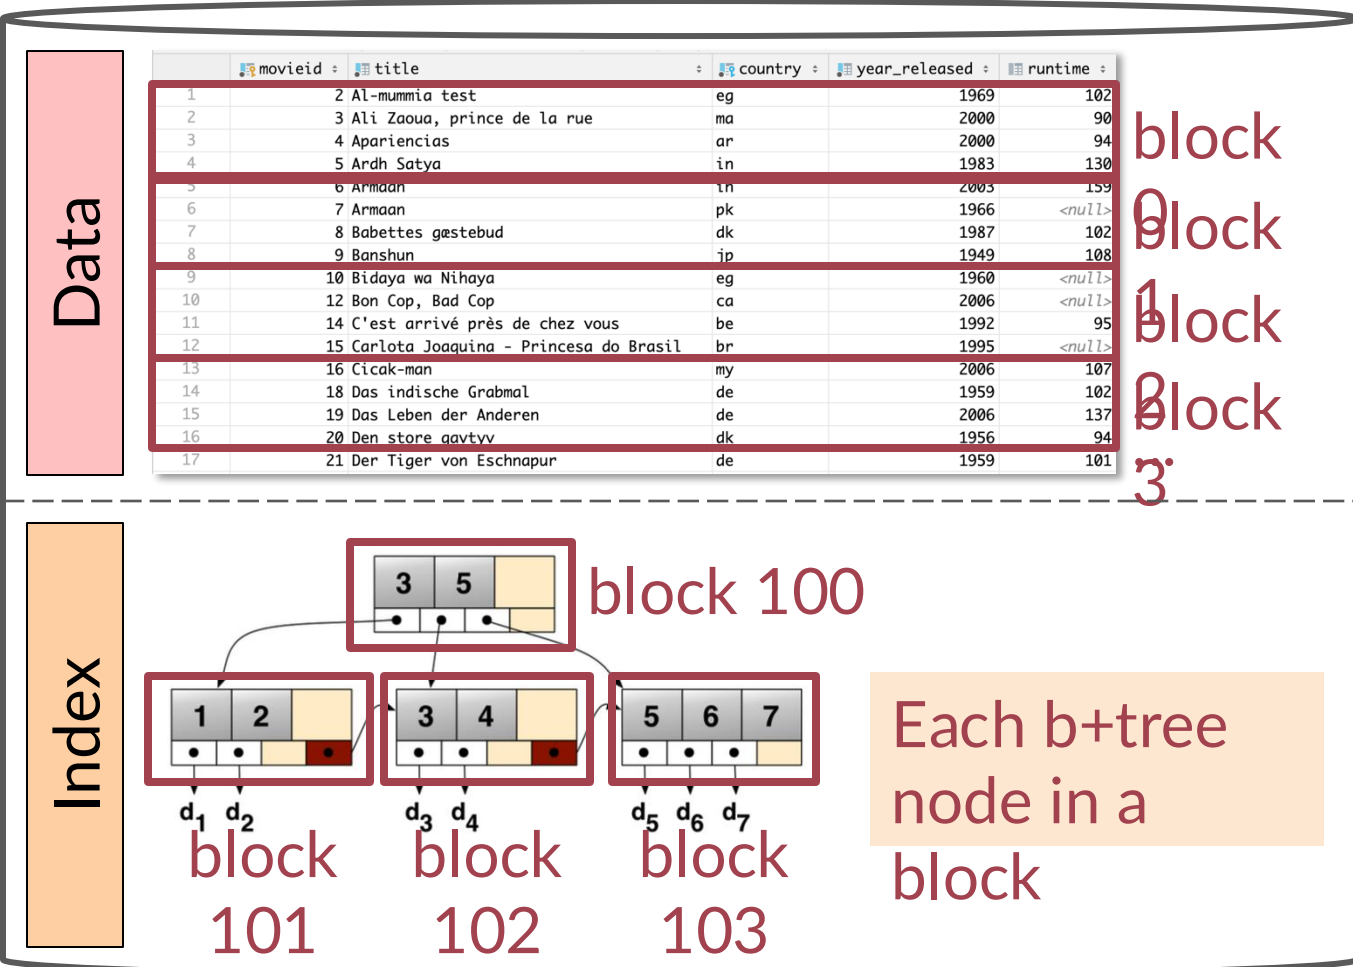 Data
movieid title country year_released runtime
1 2 Al-mummia test eg 1969 102
2 3 Ali Zaoua, prince de la rue ma 2000 90
3 4 Apariencias ar 2000 94
4 5 Ardh Satya in 1983 130
5 6 Armaan in 2003 159
6 7 Armaan pk 1966 <null>
7 8 Babettes gæstebud dk 1987 102
8 9 Banshun jp 1949 108
9 10 Bidaya wa Nihaya eg 1960 <null>
10 12 Bon Cop, Bad Cop ca 2006 <null>
11 14 C'est arrivé près de chez vous be 1992 95
12 15 Carlota Joaquina - Princesa do Brasil br 1995 <null>
13 16 Cicak-man my 2006 107
14 18 Das indische Grabmal de 1959 102
15 19 Das Leben der Anderen de 2006 137
16 20 Den store gavtyv dk 1956 94
17 21 Der Tiger von Eschnapur de 1959 101
block
0
block
1
block
2
block
3
...
Index
3 5
block 100
1 2
3 4
5 6 7
d1 d2
d3 d4
d5 d6 d7
block
101
block
102
block
103
Each b+tree
node in a
block